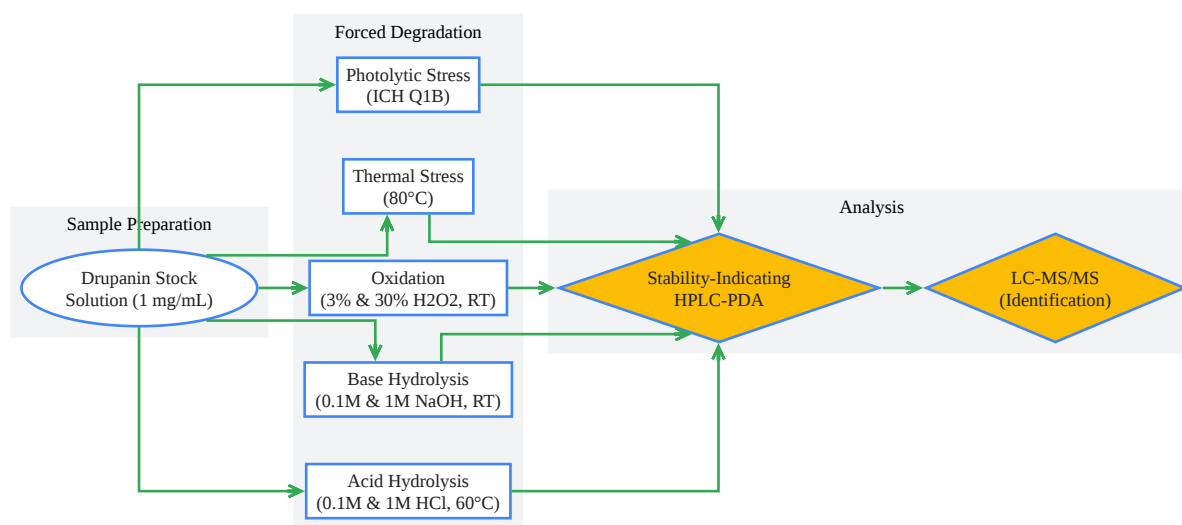 Forced Degradation
Photolytic Stress
(ICH Q1B)
Thermal Stress
(80°C)
Sample Preparation
Analysis
Drupanin Stock
Solution (1 mg/mL)
Oxidation
(3% & 30% H2O2, RT)
Stability-Indicating
HPLC-PDA
LC-MS/MS
(Identification)
Base Hydrolysis
(0.1M & 1M NaOH, RT)
Acid Hydrolysis
(0.1M & 1M HCl, 60°C)